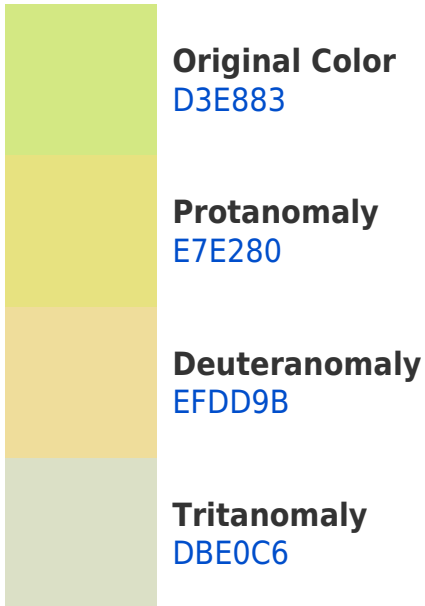 Original Color
D3E883
Protanomaly
E7E280
Deuteranomaly
EFDD9B
Tritanomaly
DBE0C6